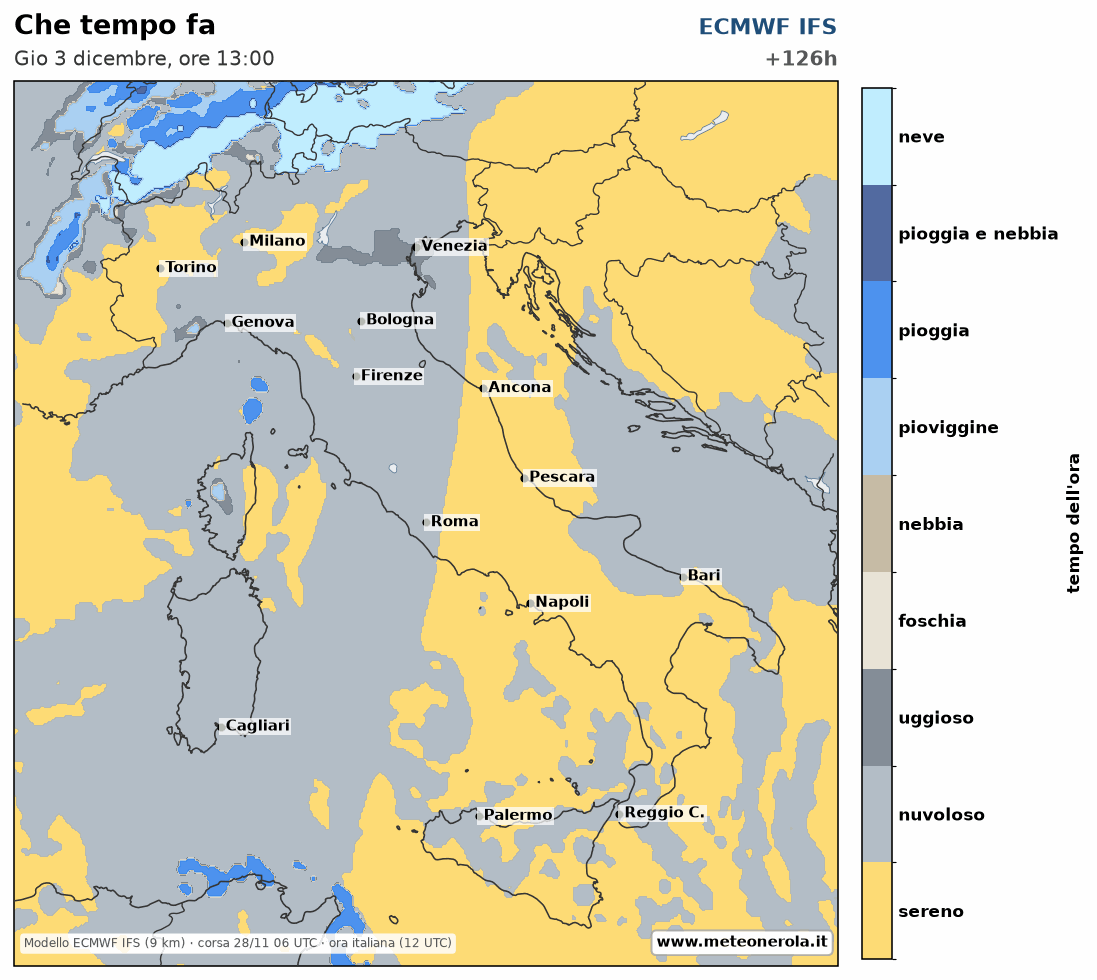 Che tempo fa
ECMWF IFS
Gio 3 dicembre, ore 13:00
+126h
neve
pioggia e nebbia
pioggia
pioviggine
nebbia
foschia
uggioso
nuvoloso
sereno
tempo dell'ora
Milano
Venezia
Torino
Genova
Bologna
Firenze
Ancona
Pescara
Roma
Bari
Napoli
Cagliari
Palermo
Reggio C.
Modello ECMWF IFS (9 km) · corsa 28/11 06 UTC · ora italiana (12 UTC)
www.meteonerola.it